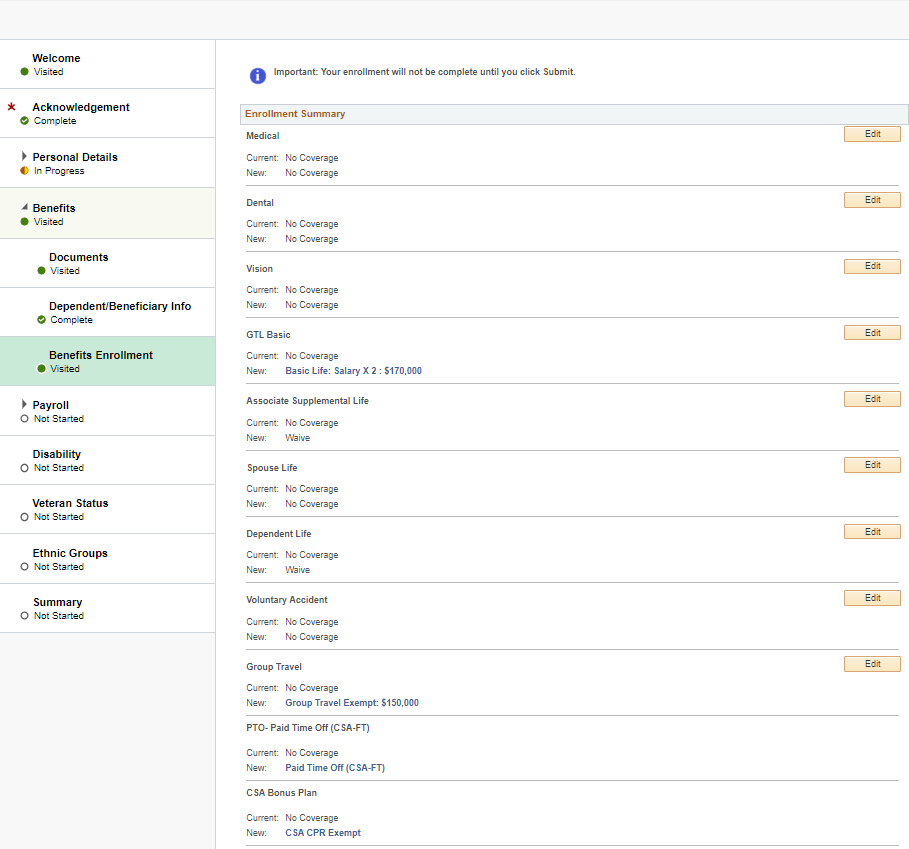 Welcome
Visited
Acknowledgement
Complete
Personal Details
In Progress
Benefits
Visited
Documents
Visited
Dependent/Beneficiary Info
Complete
Benefits Enrollment
Visited
Payroll
Not Started
Disability
Not Started
Veteran Status
Not Started
Ethnic Groups
Not Started
Summary
Not Started
Important: Your enrollment will not be complete until you click Submit.
Enrollment Summary
Medical Edit
Current: No Coverage
New: No Coverage
Dental Edit
Current: No Coverage
New: No Coverage
Vision Edit
Current: No Coverage
New: No Coverage
GTL Basic Edit
Current: No Coverage
New: Basic Life: Salary X 2 : $170,000
Associate Supplemental Life Edit
Current: No Coverage
New: Waive
Spouse Life Edit
Current: No Coverage
New: No Coverage
Dependent Life Edit
Current: No Coverage
New: Waive
Voluntary Accident Edit
Current: No Coverage
New: No Coverage
Group Travel Edit
Current: No Coverage
New: Group Travel Exempt: $150,000
PTO- Paid Time Off (CSA-FT)
Current: No Coverage
New: Paid Time Off (CSA-FT)
CSA Bonus Plan
Current: No Coverage
New: CSA CPR Exempt